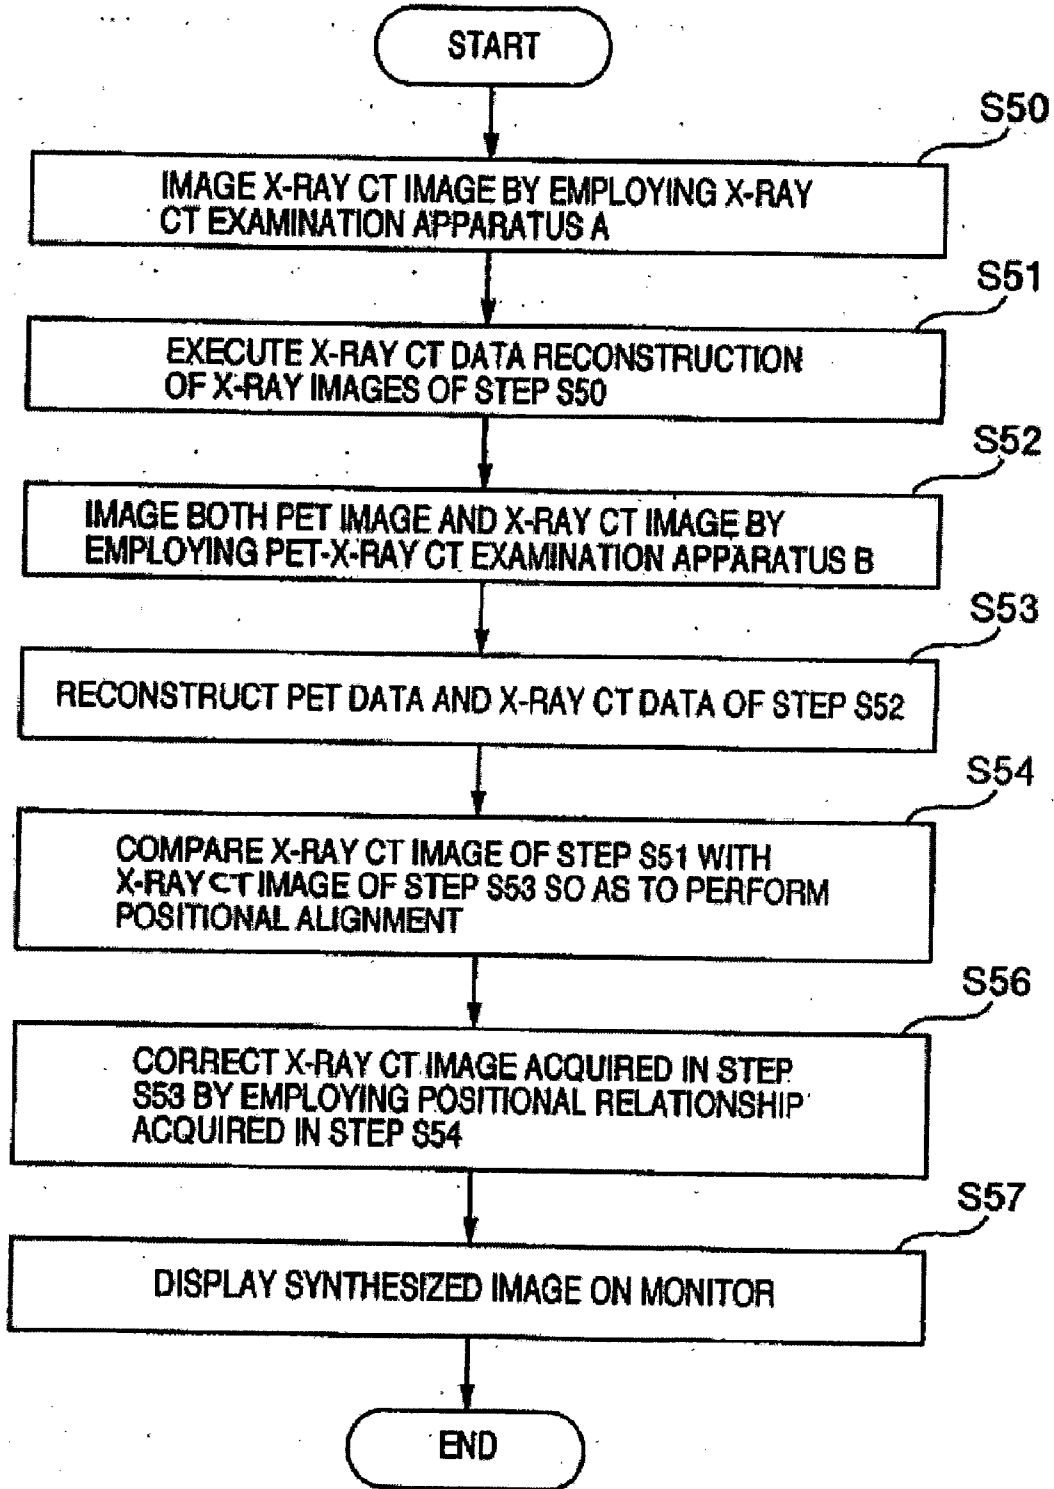 START
S50
IMAGE X-RAY CT IMAGE BY EMPLOYING X-RAY
CT EXAMINATION APPARATUS A
S51
EXECUTE X-RAY CT DATA RECONSTRUCTION
OF X-RAY IMAGES OF STEP S50
S52
IMAGE BOTH PET IMAGE AND X-RAY CT IMAGE BY
EMPLOYING PET-X-RAY CT EXAMINATION APPARATUS B
S53
RECONSTRUCT PET DATA AND X-RAY CT DATA OF STEP S52
S54
COMPARE X-RAY CT IMAGE OF STEP S51 WITH
X-RAY CT IMAGE OF STEP S53 SO AS TO PERFORM
POSITIONAL ALIGNMENT
S56
CORRECT X-RAY CT IMAGE ACQUIRED IN STEP
S53 BY EMPLOYING POSITIONAL RELATIONSHIP
ACQUIRED IN STEP S54
S57
DISPLAY SYNTHESIZED IMAGE ON MONITOR
END